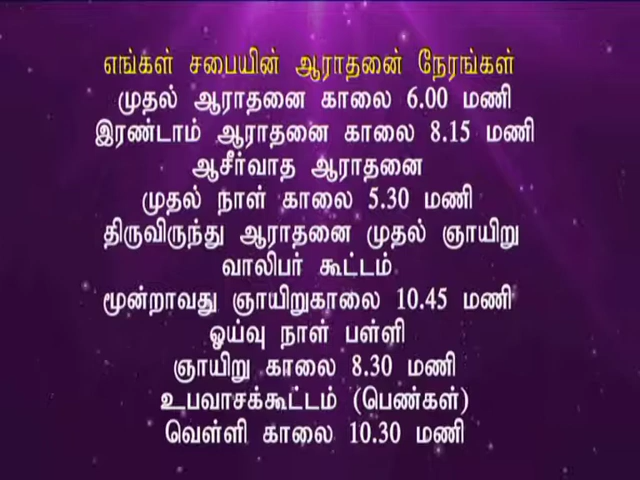 எங்கள் சபையின் ஆராதனை நேரங்கள்
முதல் ஆராதனை காலை 6.00 மணி
இரண்டாம் ஆராதனை காலை 8.15 மணி
ஆசீர்வாத ஆராதனை
முதல் நாள் காலை 5.30 மணி
திருவிருந்து ஆராதனை முதல் ஞாயிறு
வாலிபர் கூட்டம்
மூன்றாவது ஞாயிறுகாலை 10.45 மணி
ஓய்வு நாள் பள்ளி
ஞாயிறு காலை 8.30 மணி
உபவாசக்கூட்டம் (பெண்கள்)
வெள்ளி காலை 10.30 மணி